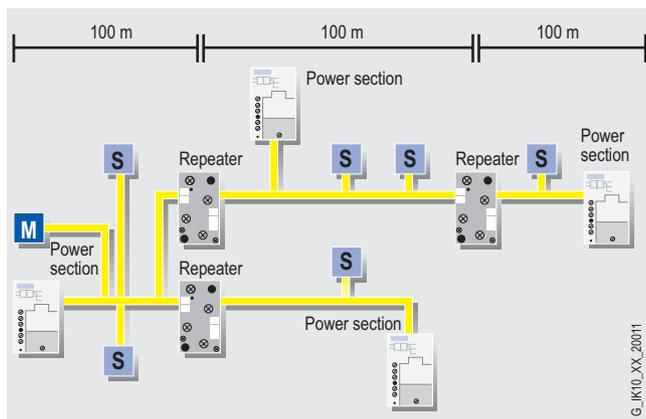 100 m
100 m
100 m
Power section
Power
section
S
Repeater
S
S
Repeater
S
M
Power
section
Repeater
S
Power section
S
G_IK10_XX_20011